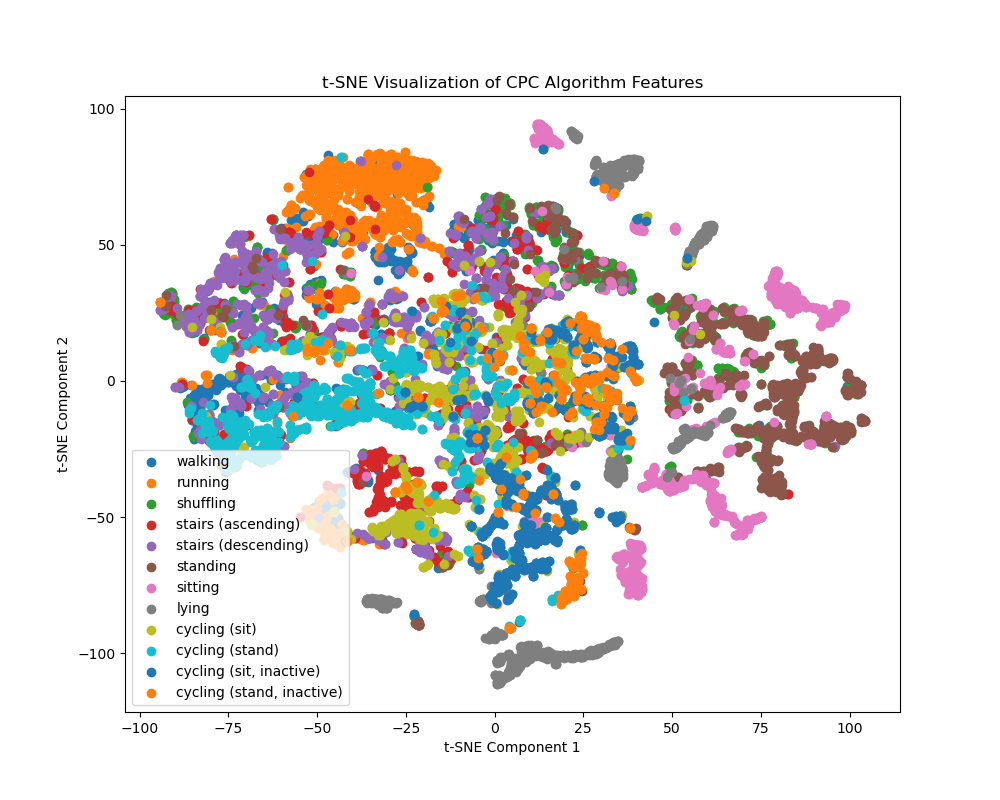 t-SNE Visualization of CPC Algorithm Features
100
50
0
−50
−100
t-SNE Component 2
walking
running
shuffling
stairs (ascending)
stairs (descending)
standing
sitting
lying
cycling (sit)
cycling (stand)
cycling (sit, inactive)
cycling (stand, inactive)
−100 −75 −50 −25 0 25 50 75 100
t-SNE Component 1